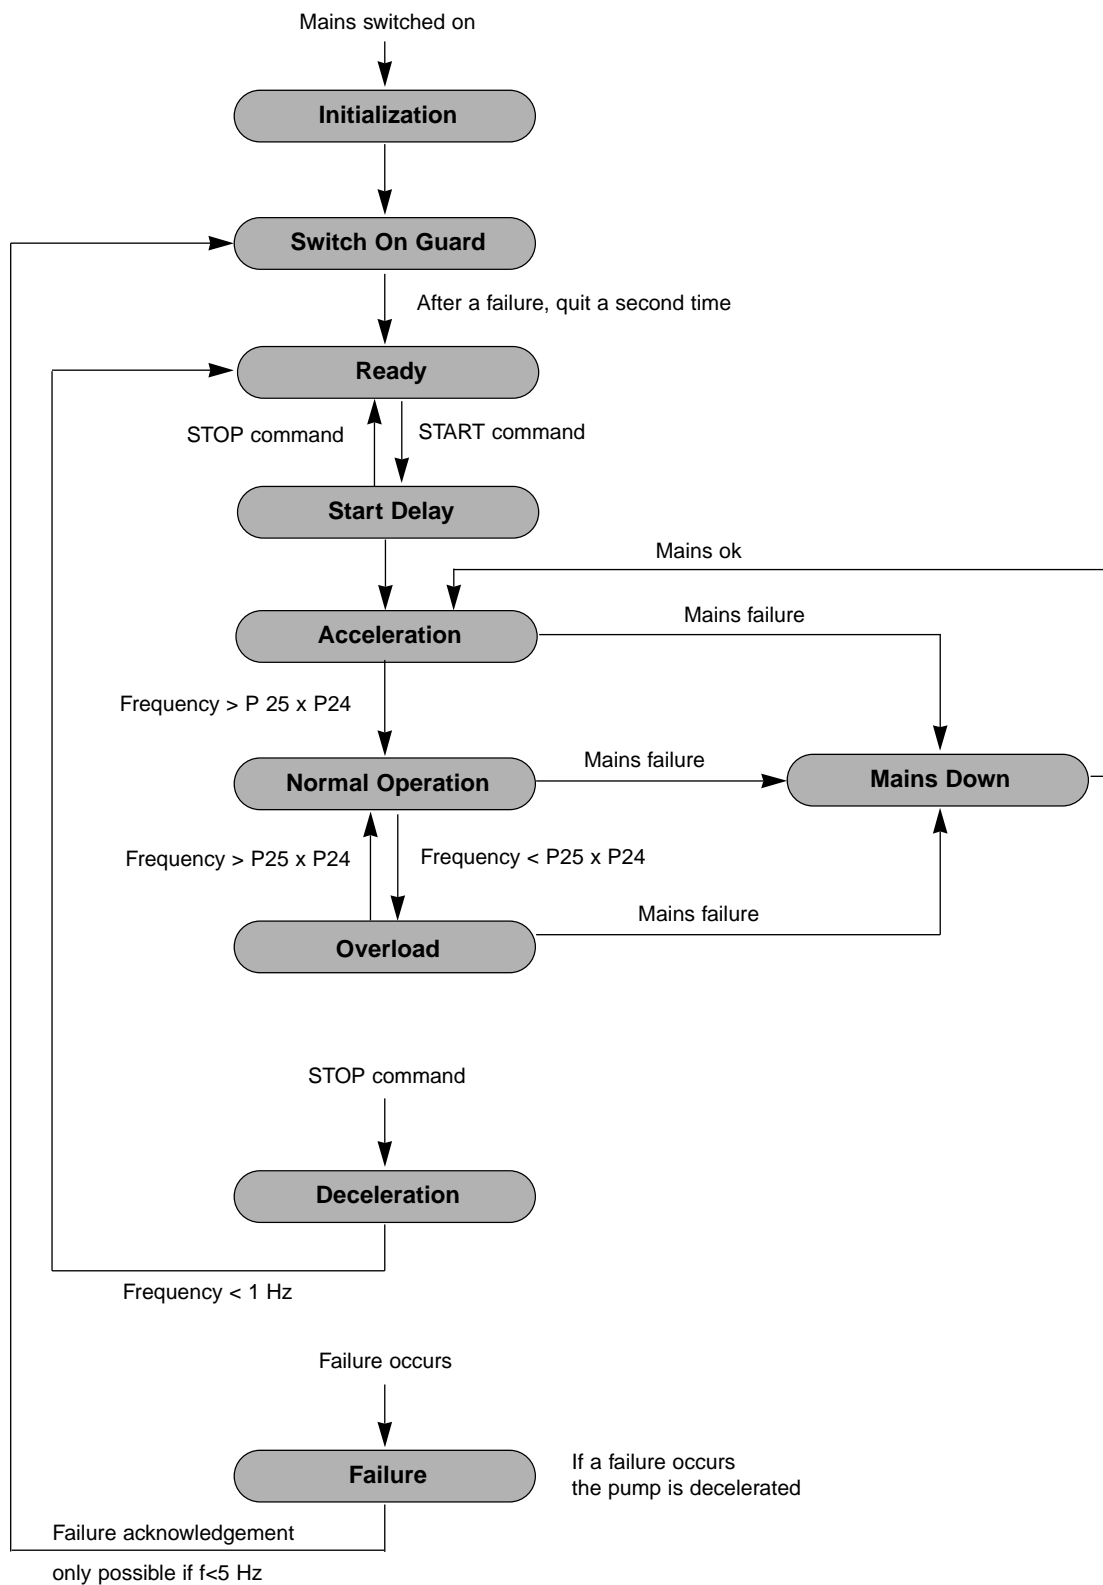 Mains switched on
Initialization
Switch On Guard
After a failure, quit a second time
Ready
STOP command
START command
Start Delay
Mains ok
Acceleration
Mains failure
Frequency > P 25 x P24
Normal Operation
Mains failure
Mains Down
Frequency > P25 x P24
Frequency < P25 x P24
Overload
Mains failure
STOP command
Deceleration
Frequency < 1 Hz
Failure occurs
Failure
If a failure occurs
the pump is decelerated
Failure acknowledgement
only possible if f<5 Hz